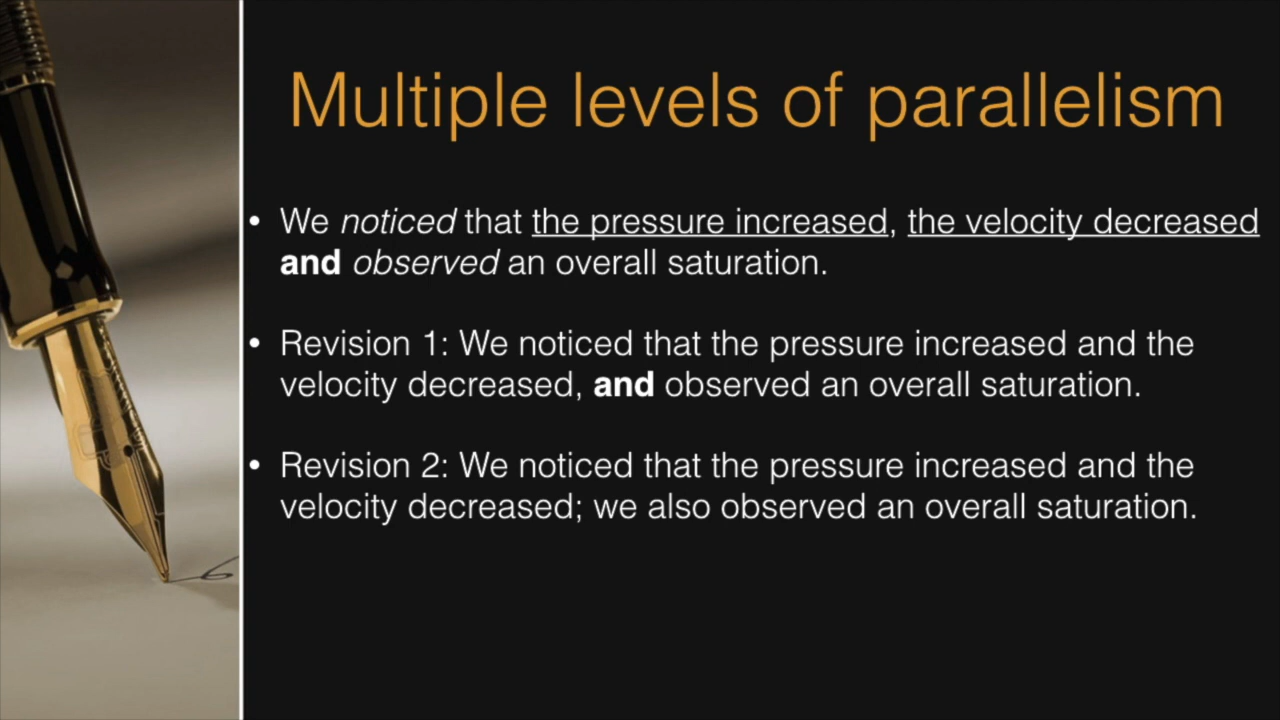 Multiple levels of parallelism
• We noticed that the pressure increased, the velocity decreased
and observed an overall saturation.
• Revision 1: We noticed that the pressure increased and the
velocity decreased, and observed an overall saturation.
• Revision 2: We noticed that the pressure increased and the
velocity decreased; we also observed an overall saturation.